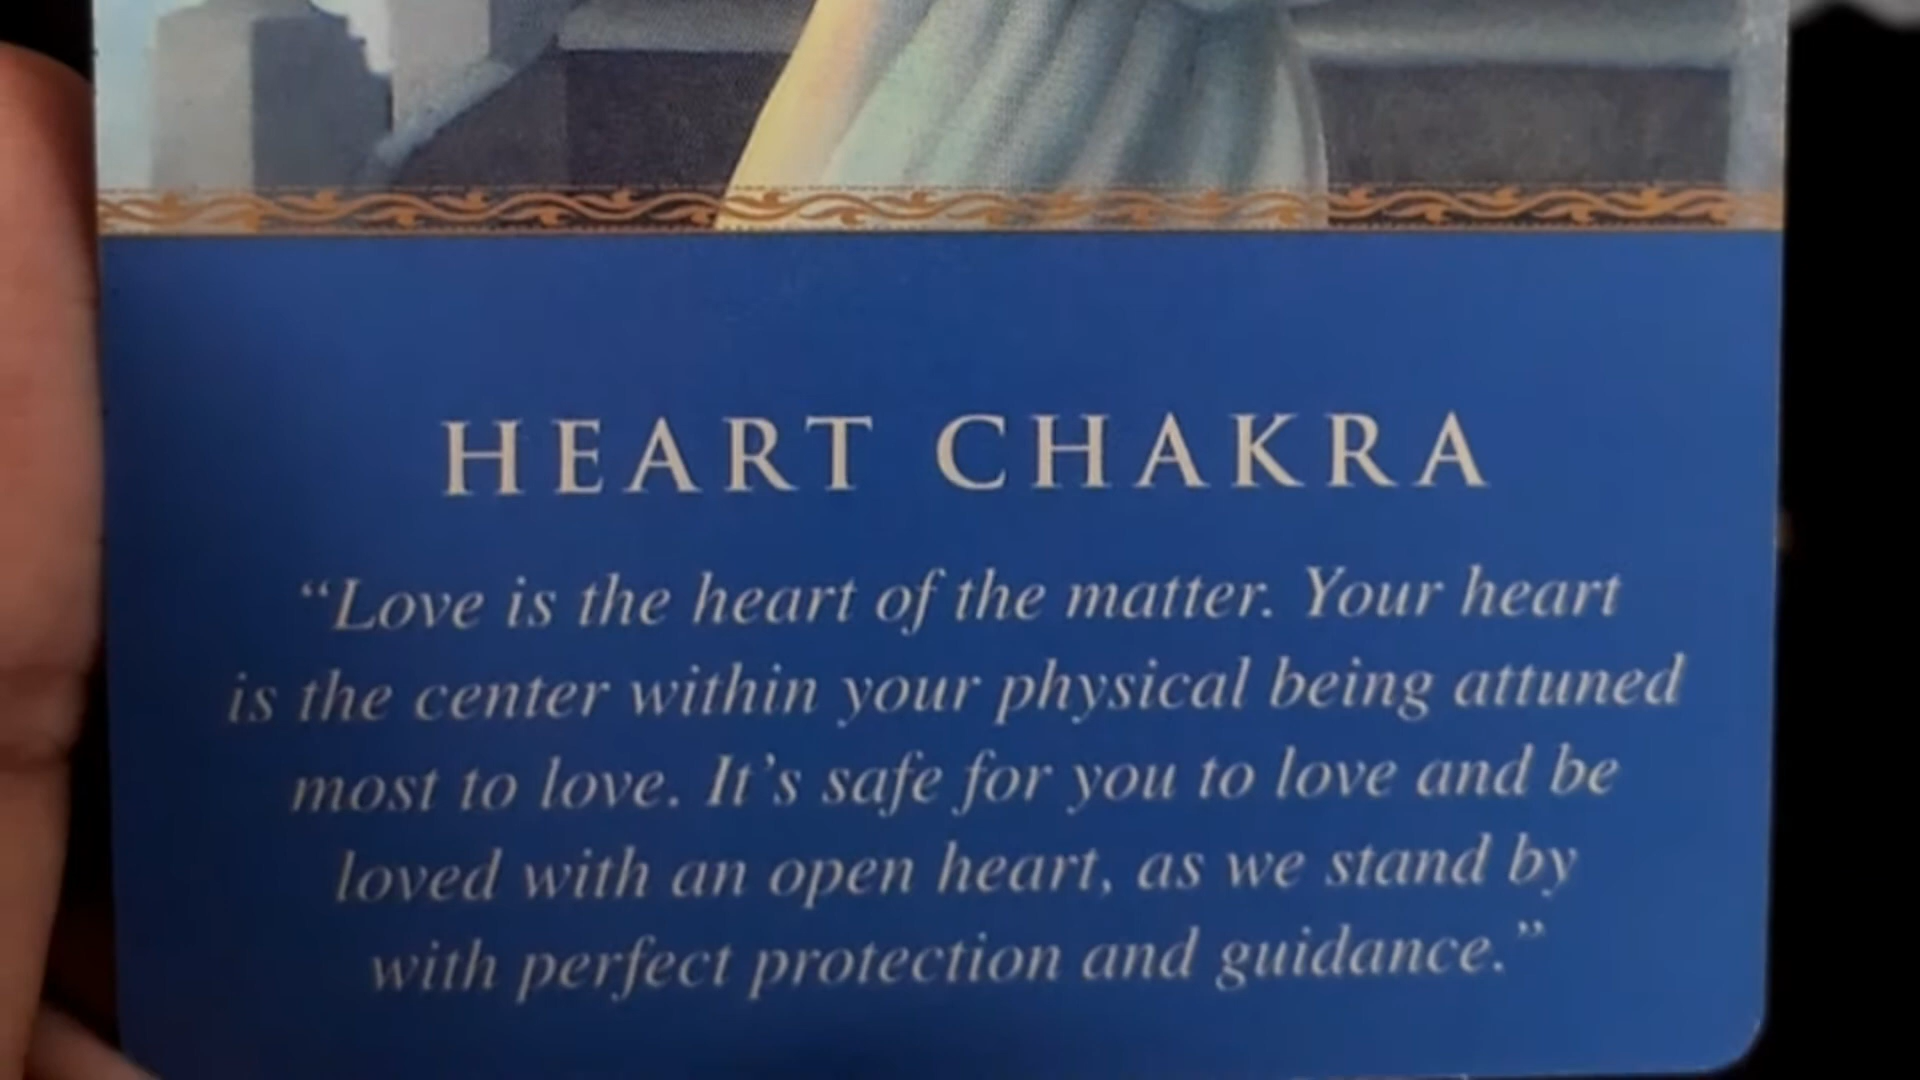 HEART CHAKRA
“Love is the heart of the matter. Your heart
is the center within your physical being attuned
most to love. It’s safe for you to love and be
loved with an open heart, as we stand by
with perfect protection and guidance.”